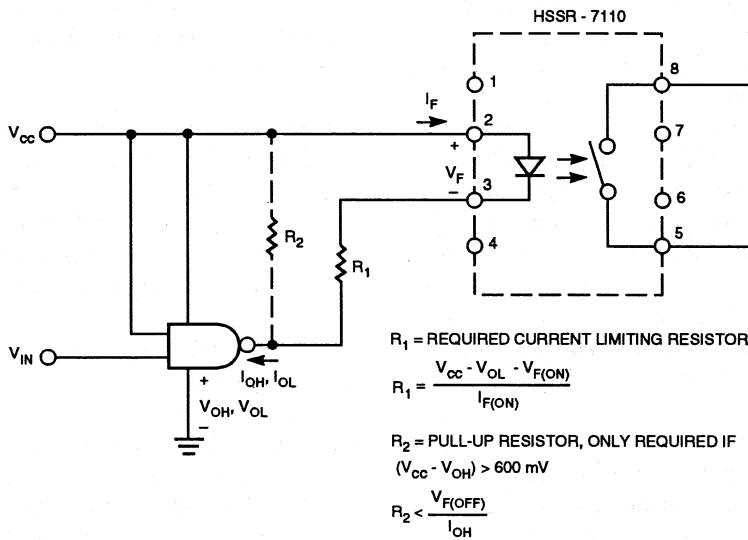 HSSR - 7110
1
8
I_F
V_CC
2
7
+
V_F
3
6
−
R_2
R_1
4
5
V_IN
I_OH, I_OL
+
V_OH, V_OL
−
R_1 = REQUIRED CURRENT LIMITING RESISTOR
R_1 = V_CC - V_OL - V_F(ON)
I_F(ON)
R_2 = PULL-UP RESISTOR, ONLY REQUIRED IF
(V_CC - V_OH) > 600 mV
R_2 < V_F(OFF)
I_OH